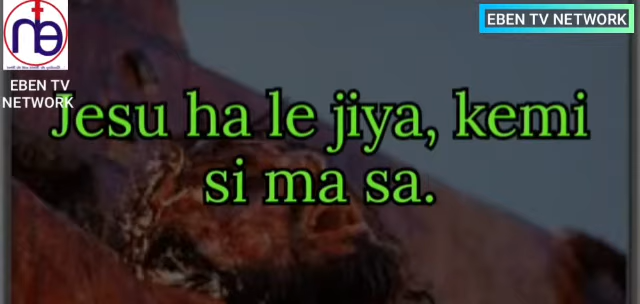 EBEN TV NETWORK
EBEN TV
NETWORK
Jesu ha le jiya, kemi
si ma sa.